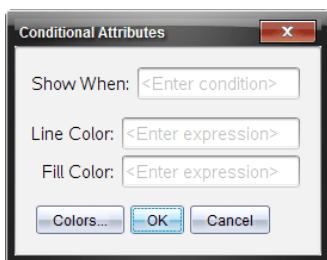 Conditional Attributes
Show When: <Enter condition>
Line Color: <Enter expression>
Fill Color: <Enter expression>
Colors... OK Cancel